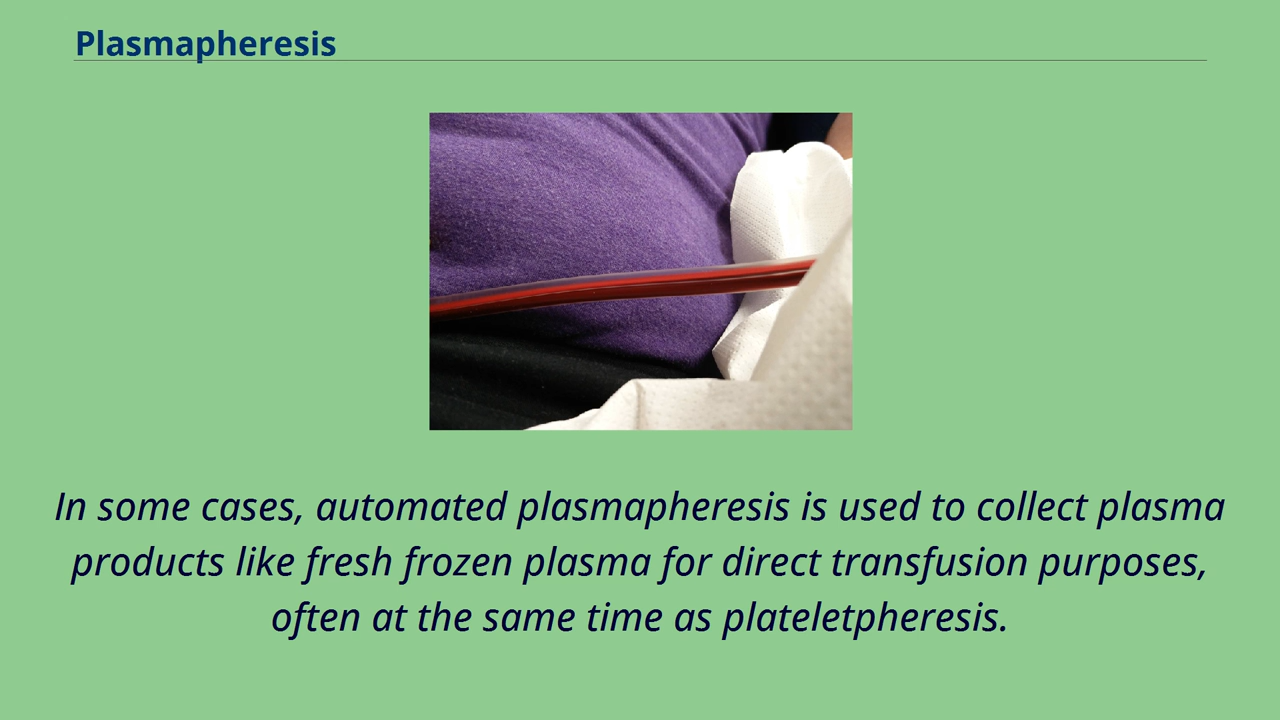 Plasmapheresis
In some cases, automated plasmapheresis is used to collect plasma
products like fresh frozen plasma for direct transfusion purposes,
often at the same time as plateletpheresis.